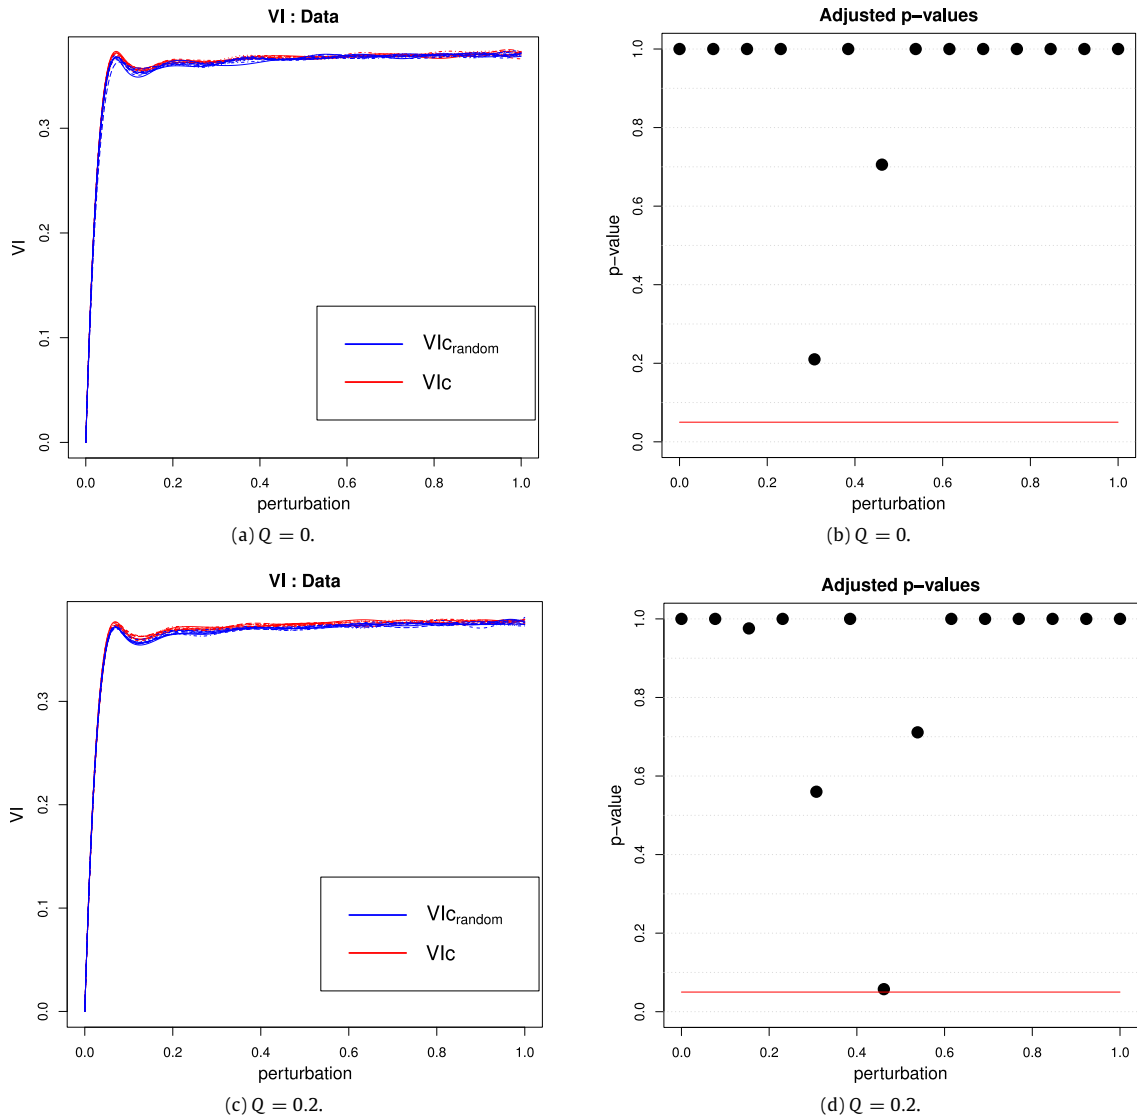 VI : Data
VI
0.0 0.1 0.2 0.3
VIc_random
VIc
0.0 0.2 0.4 0.6 0.8 1.0
perturbation
(a) Q = 0.
Adjusted p−values
p−value
0.0 0.2 0.4 0.6 0.8 1.0
0.0 0.2 0.4 0.6 0.8 1.0
perturbation
(b) Q = 0.
VI : Data
VI
0.0 0.1 0.2 0.3
VIc_random
VIc
0.0 0.2 0.4 0.6 0.8 1.0
perturbation
(c) Q = 0.2.
Adjusted p−values
p−value
0.0 0.2 0.4 0.6 0.8 1.0
0.0 0.2 0.4 0.6 0.8 1.0
perturbation
(d) Q = 0.2.